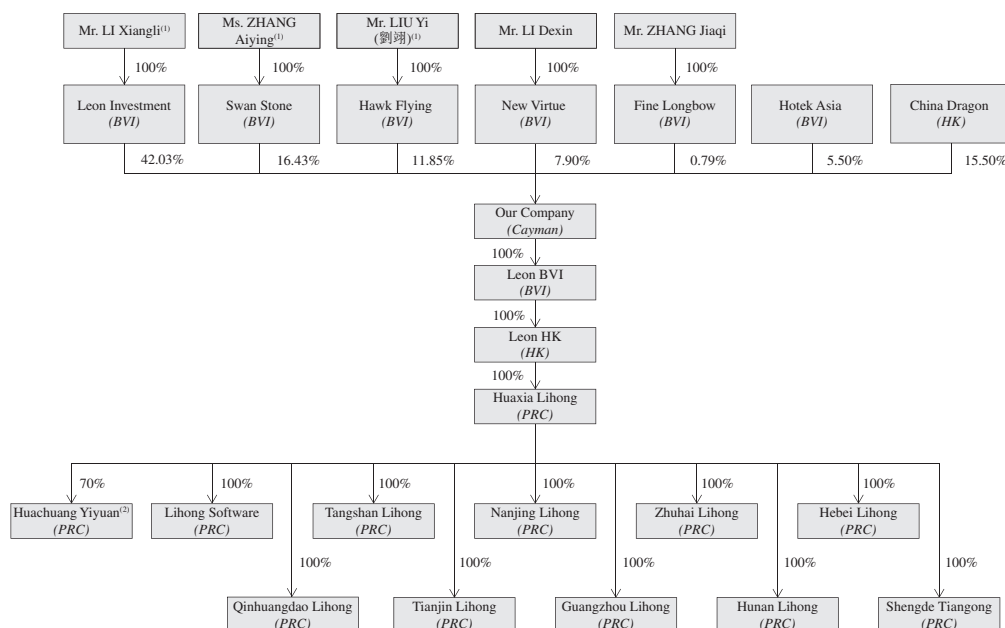 Mr. LI Xiangli(1)
Ms. ZHANG
Aiying(1)
Mr. LIU Yi
(劉翊)(1)
Mr. LI Dexin
Mr. ZHANG Jiaqi
100%
100%
100%
100%
100%
Leon Investment
(BVI)
Swan Stone
(BVI)
Hawk Flying
(BVI)
New Virtue
(BVI)
Fine Longbow
(BVI)
Hotek Asia
(BVI)
China Dragon
(HK)
42.03%
16.43%
11.85%
7.90%
0.79%
5.50%
15.50%
Our Company
(Cayman)
100%
Leon BVI
(BVI)
100%
Leon HK
(HK)
100%
Huaxia Lihong
(PRC)
70%
100%
100%
100%
100%
100%
Huachuang Yiyuan(2)
(PRC)
Lihong Software
(PRC)
Tangshan Lihong
(PRC)
Nanjing Lihong
(PRC)
Zhuhai Lihong
(PRC)
Hebei Lihong
(PRC)
100%
100%
100%
100%
100%
Qinhuangdao Lihong
(PRC)
Tianjin Lihong
(PRC)
Guangzhou Lihong
(PRC)
Hunan Lihong
(PRC)
Shengde Tiangong
(PRC)